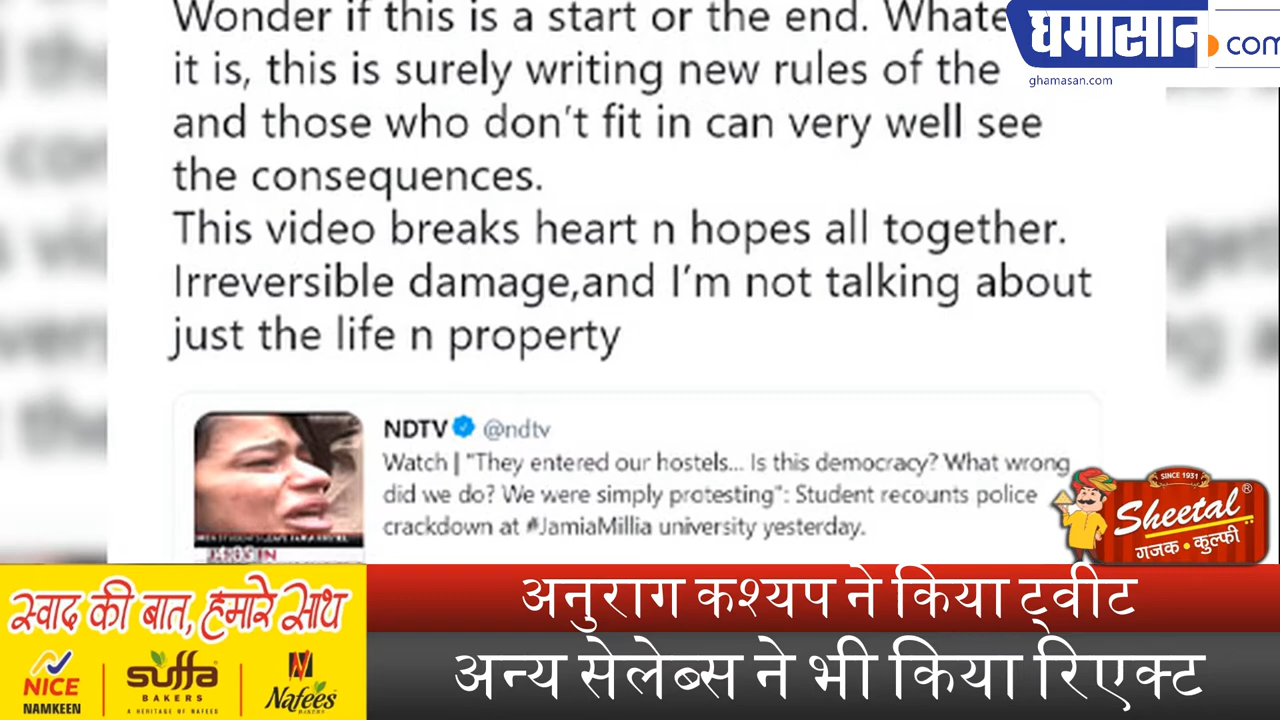 Wonder if this is a start or the end. Whate
it is, this is surely writing new rules of the
and those who don't fit in can very well see
the consequences.
This video breaks heart n hopes all together.
Irreversible damage,and I'm not talking about
just the life n property
घमासान.com
ghamasan.com
NDTV @ndtv
Watch | "They entered our hostels... Is this democracy? What wrong
did we do? We were simply protesting": Student recounts police
crackdown at #JamiaMillia university yesterday.
SINCE 1931
Sheetal®
गजक • कुल्फी
स्वाद की बात, हमारे साथ
NICE
NAMKEEN
suffa
BAKERS
A HERITAGE OF NAFEES
Nafees
अनुराग कश्यप ने किया ट्वीट
अन्य सेलेब्स ने भी किया रिएक्ट